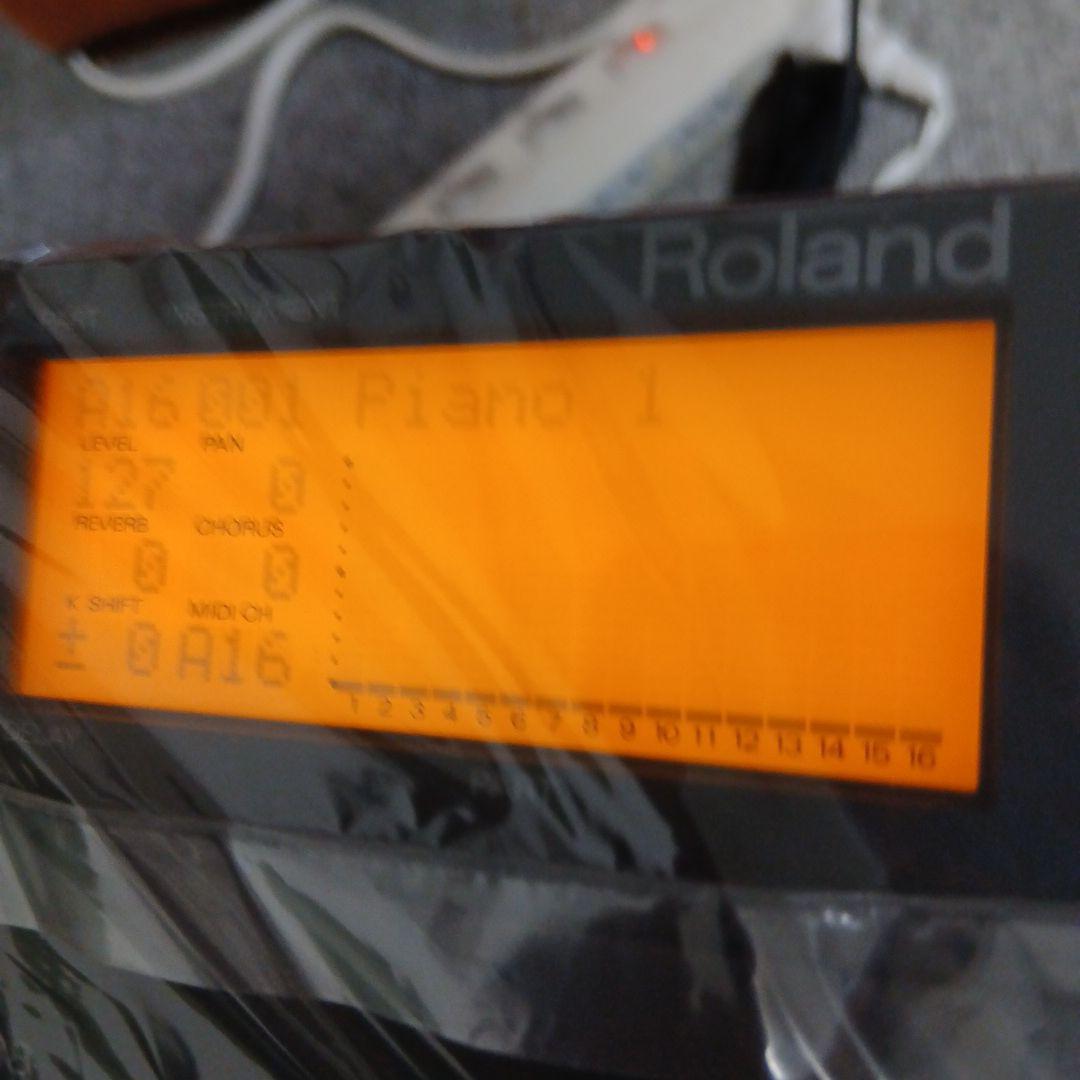 Roland
A16 001 Piano 1
LEVEL PAN
127 0
REVERB CHORUS
0 0
K SHIFT MIDI CH
± 0 A16
1 2 3 4 5 6 7 8 9 10 11 12 13 14 15 16